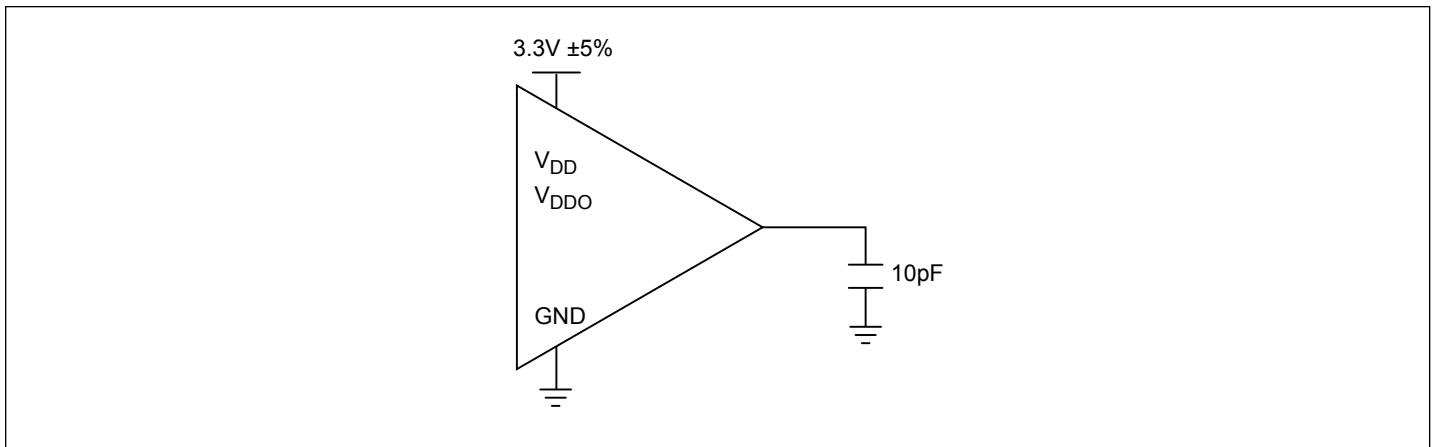 3.3V ±5%
VDD
VDDO
10pF
GND